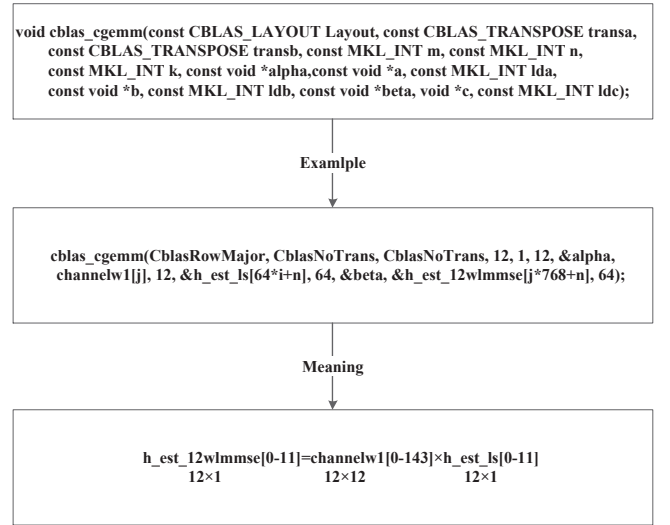 void cblas_cgemm(const CBLAS_LAYOUT Layout, const CBLAS_TRANSPOSE transa,
const CBLAS_TRANSPOSE transb, const MKL_INT m, const MKL_INT n,
const MKL_INT k, const void *alpha,const void *a, const MKL_INT lda,
const void *b, const MKL_INT ldb, const void *beta, void *c, const MKL_INT ldc);
Examlple
cblas_cgemm(CblasRowMajor, CblasNoTrans, CblasNoTrans, 12, 1, 12, &alpha,
channelw1[j], 12, &h_est_ls[64*i+n], 64, &beta, &h_est_12wlmmse[j*768+n], 64);
Meaning
h_est_12wlmmse[0-11]=channelw1[0-143]×h_est_ls[0-11]
12×1 12×12 12×1